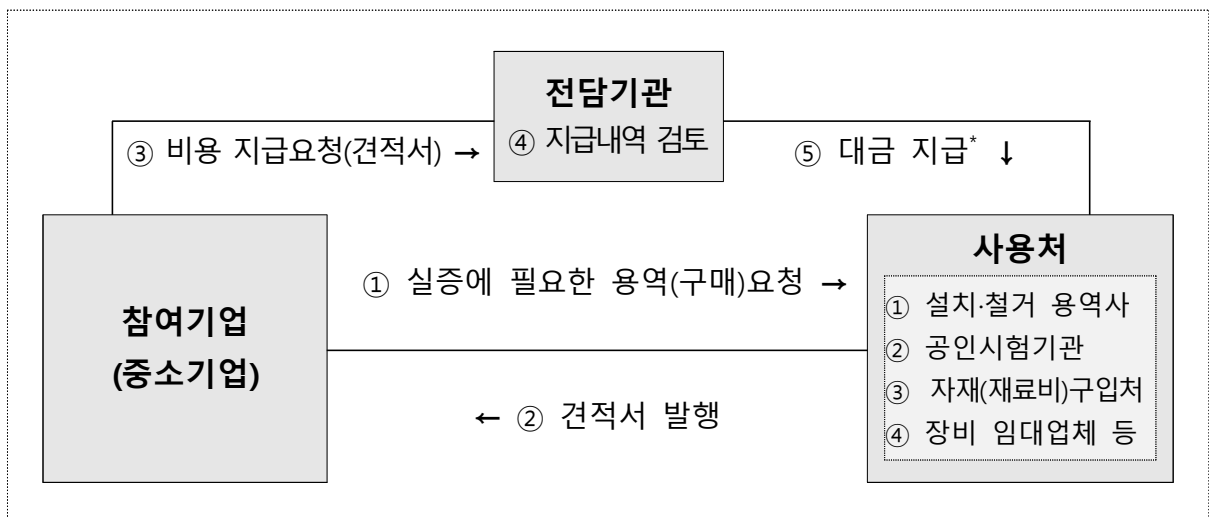 전담기관
④ 지급내역 검토
③ 비용 지급요청(견적서) →
⑤ 대금 지급* ↓
참여기업
(중소기업)
① 실증에 필요한 용역(구매)요청 →
← ② 견적서 발행
사용처
① 설치·철거 용역사
② 공인시험기관
③ 자재(재료비)구입처
④ 장비 임대업체 등